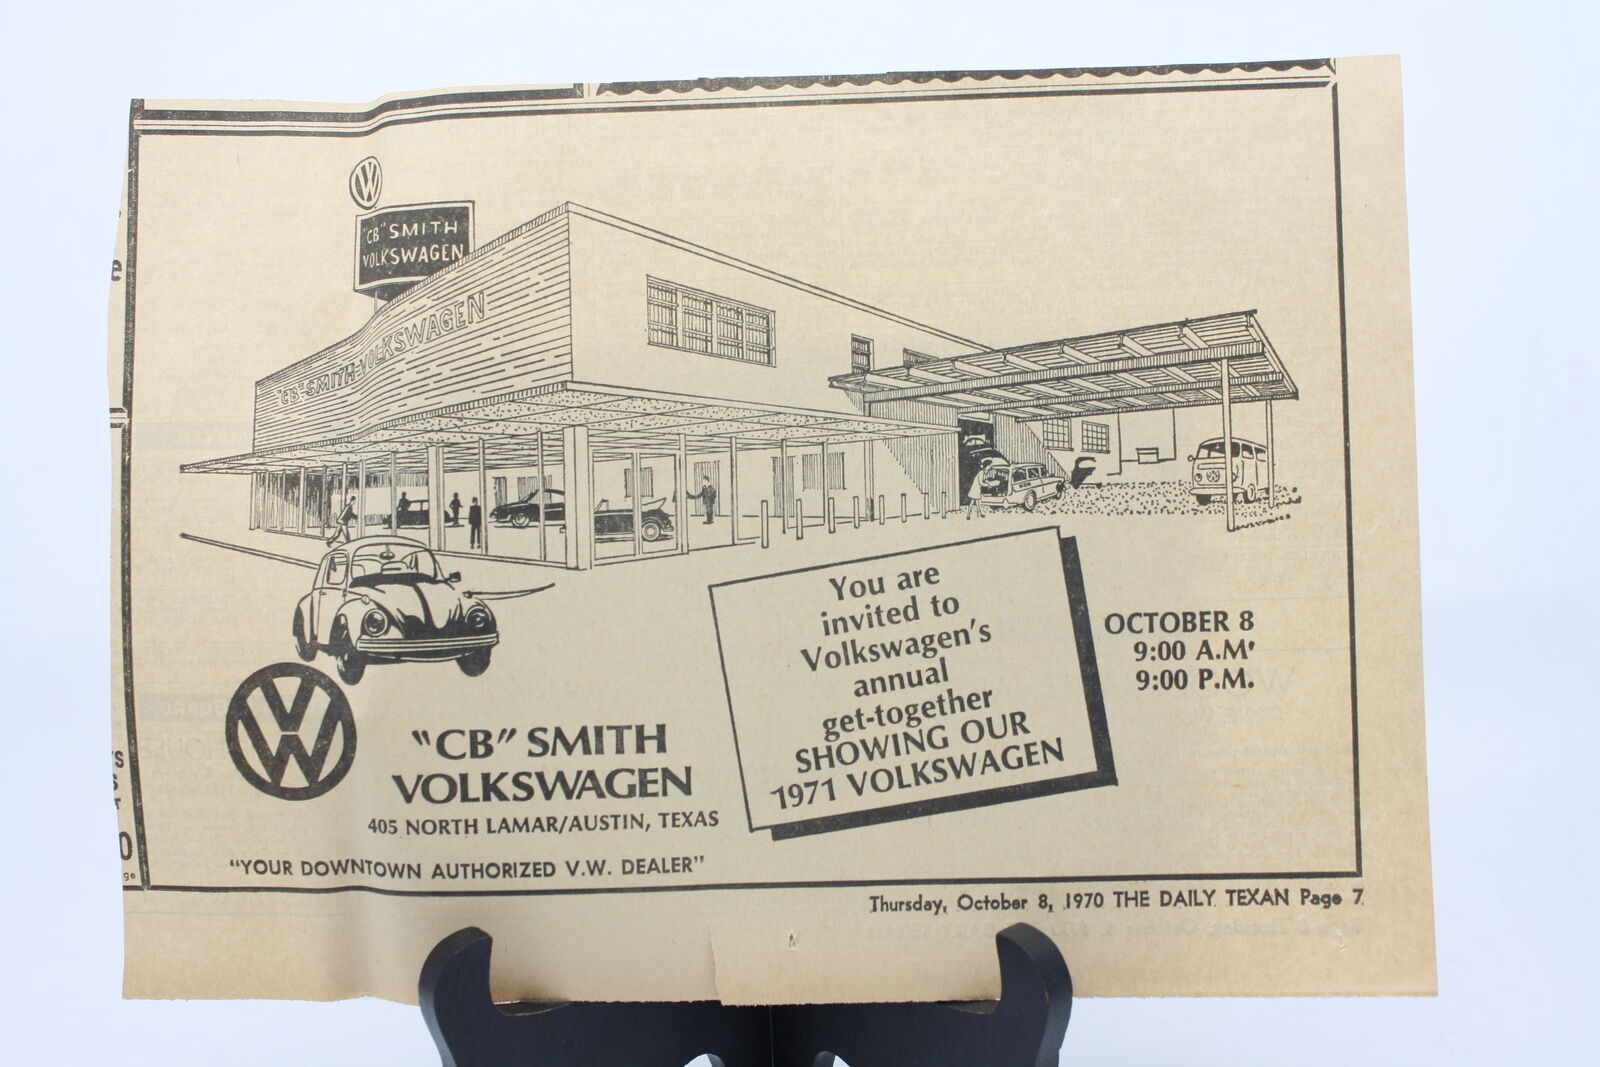 "CB" SMITH
VOLKSWAGEN
"CB" SMITH-VOLKSWAGEN
You are
invited to
Volkswagen's
annual
get-together
SHOWING OUR
1971 VOLKSWAGEN
OCTOBER 8
9:00 A.M'
9:00 P.M.
"CB" SMITH
VOLKSWAGEN
405 NORTH LAMAR/AUSTIN, TEXAS
"YOUR DOWNTOWN AUTHORIZED V.W. DEALER"
Thursday, October 8, 1970 THE DAILY TEXAN Page 7